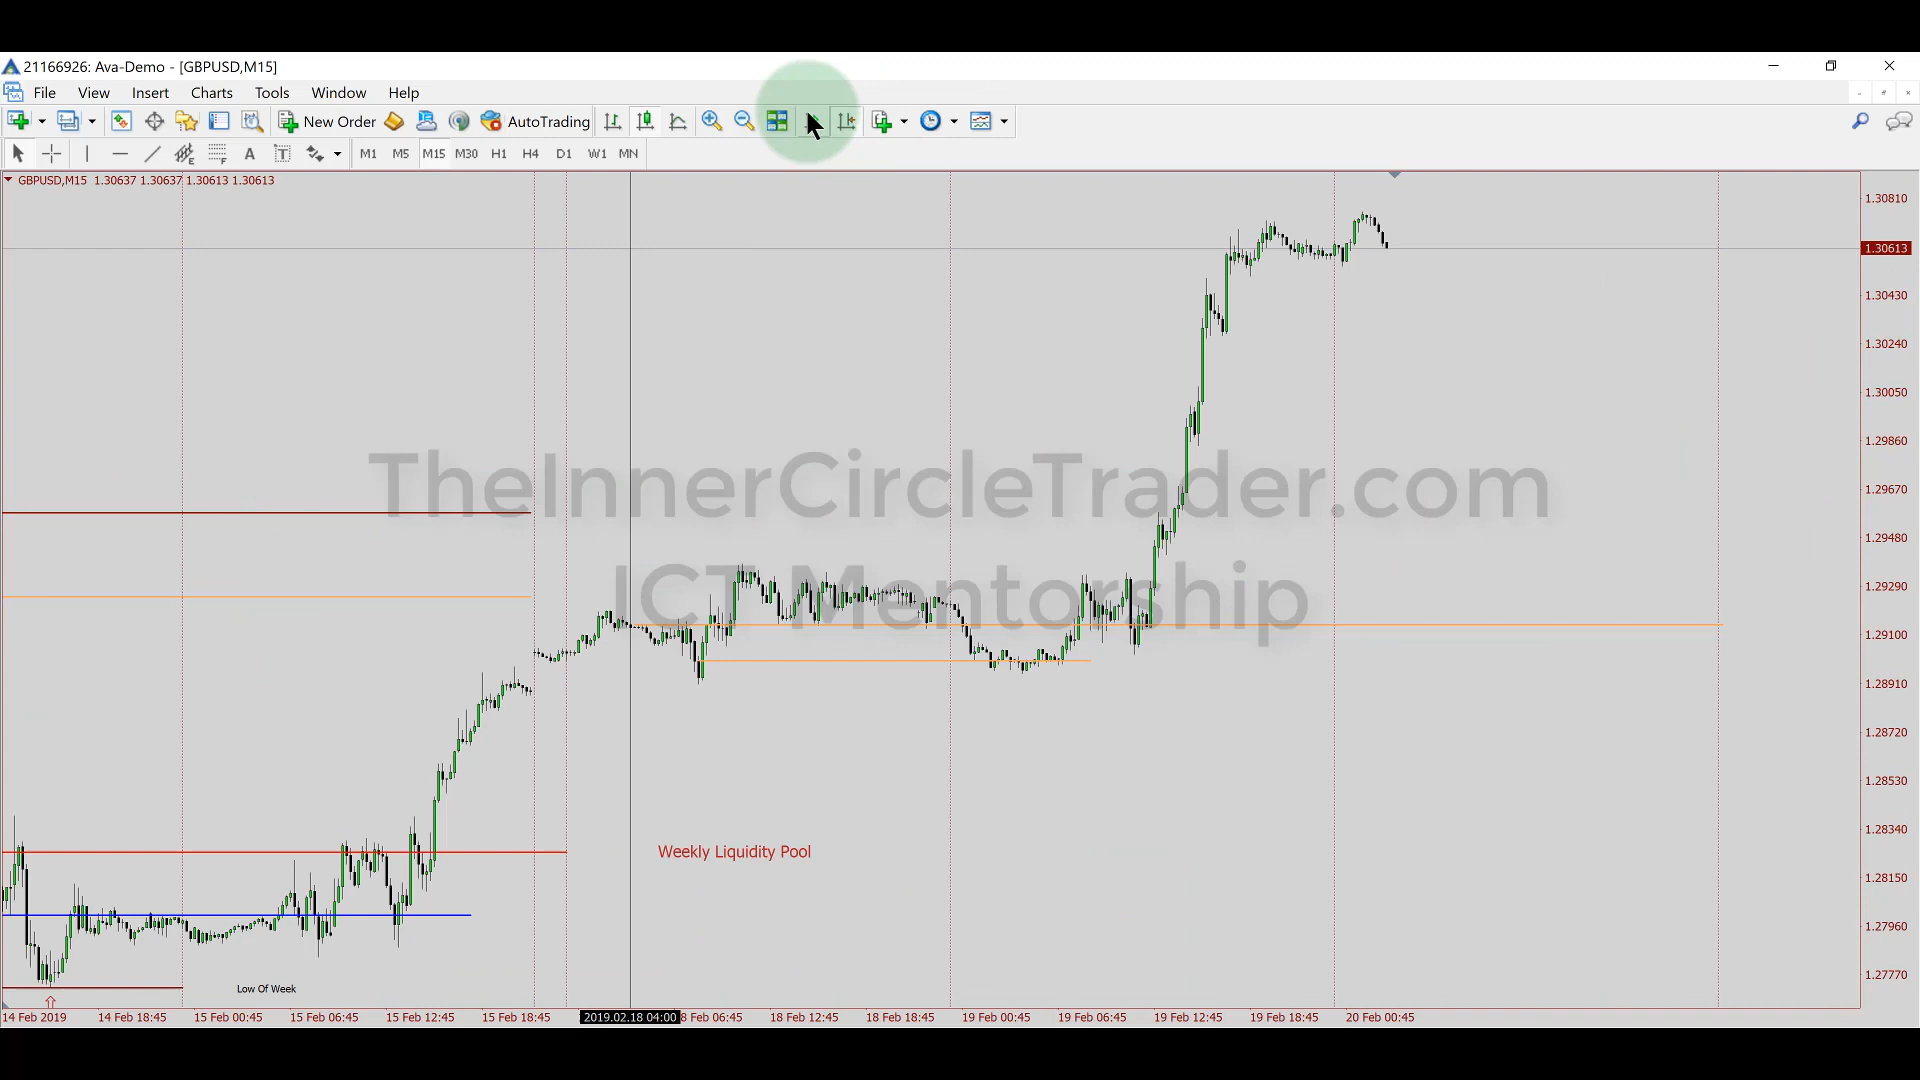 21166926: Ava-Demo - [GBPUSD,M15]
File View Insert Charts Tools Window Help
New Order AutoTrading
A T M1 M5 M15 M30 H1 H4 D1 W1 MN
GBPUSD,M15 1.30637 1.30637 1.30613 1.30613
1.30810
1.30613
1.30430
1.30240
1.30050
1.29860
TheInnerCircleTrader.com
1.29670
1.29480
1.29290
ICT Mentorship
1.29100
1.28910
1.28720
1.28530
1.28340
Weekly Liquidity Pool
1.28150
1.27960
1.27770
Low Of Week
14 Feb 2019 14 Feb 18:45 15 Feb 00:45 15 Feb 06:45 15 Feb 12:45 15 Feb 18:45 2019.02.18 04:00 8 Feb 06:45 18 Feb 12:45 18 Feb 18:45 19 Feb 00:45 19 Feb 06:45 19 Feb 12:45 19 Feb 18:45 20 Feb 00:45